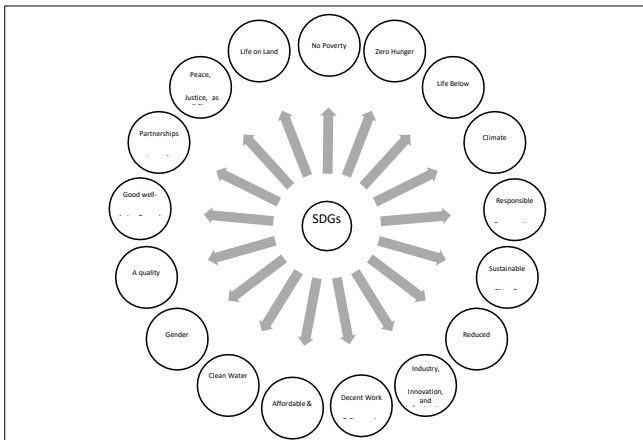 No Poverty
Zero Hunger
Life Below
Climate
Responsible
Sustainable
Reduced
Industry,
Innovation,
and
Decent Work
Affordable &
Clean Water
Gender
A quality
Good well-
Partnerships
Peace,
Justice, as
Life on Land
SDGs